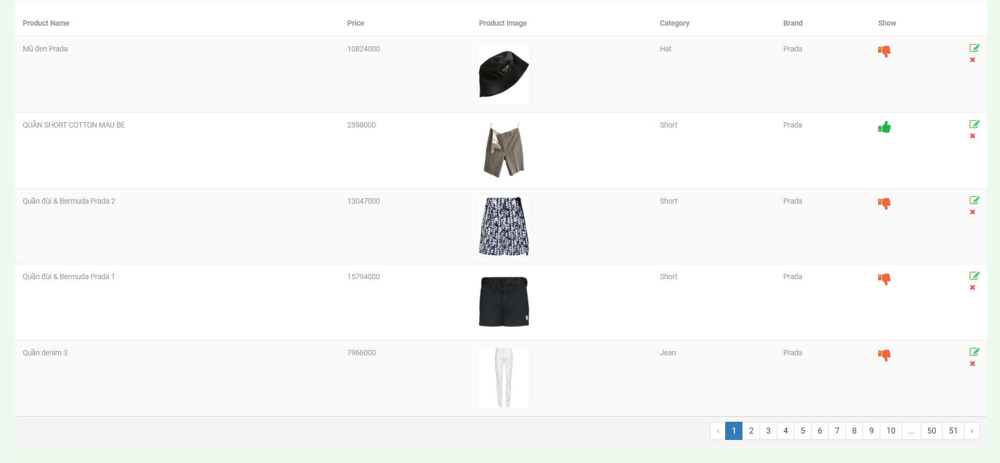 Product Name Price Product Image Category Brand Show
Mũ đen Prada 10824000 Hat Prada
QUẦN SHORT COTTON MÀU BE 2598000 Short Prada
Quần đùi & Bermuda Prada 2 13047000 Short Prada
Quần đùi & Bermuda Prada 1 15794000 Short Prada
Quần denim 3 7966000 Jean Prada
‹ 1 2 3 4 5 6 7 8 9 10 ... 50 51 ›